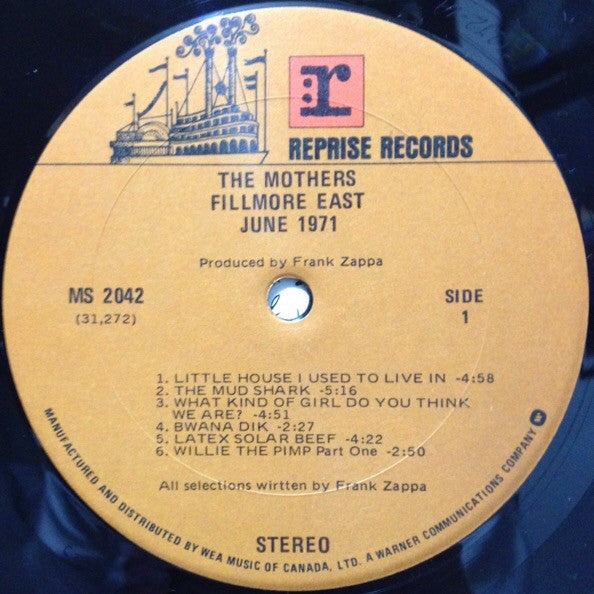 r
REPRISE RECORDS
THE MOTHERS
FILLMORE EAST
JUNE 1971
Produced by Frank Zappa
MS 2042
(31,272)
SIDE
1
1. LITTLE HOUSE I USED TO LIVE IN -4:58
2. THE MUD SHARK -5:16
3. WHAT KIND OF GIRL DO YOU THINK
WE ARE? -4:51
4. BWANA DIK -2:27
5. LATEX SOLAR BEEF -4:22
6. WILLIE THE PIMP Part One -2:50
All selections wirtten by Frank Zappa
STEREO
MANUFACTURED AND DISTRIBUTED BY WEA MUSIC OF CANADA, LTD. A WARNER COMMUNICATIONS COMPANY